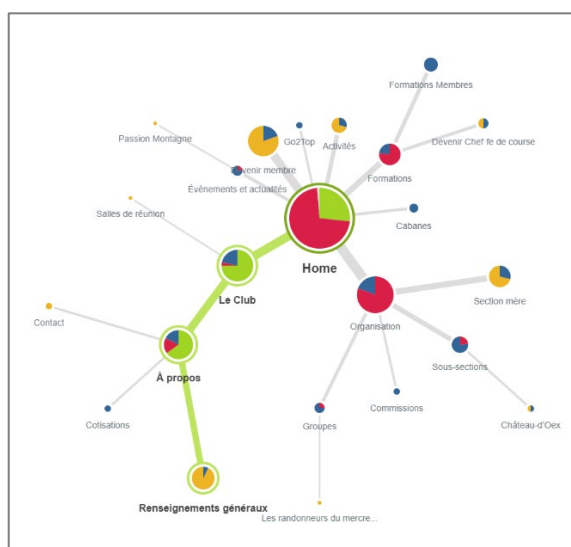 Formations Membres
Passion Montagne
Go2Top
Activités
Devenir Chef·fe de course
Devenir membre
Évènements et actualités
Formations
Salles de réunion
Cabanes
Home
Le Club
Section mère
Contact
Organisation
Sous-sections
À propos
Commissions
Cotisations
Groupes
Château-d'Oex
Renseignements généraux
Les randonneurs du mercre...